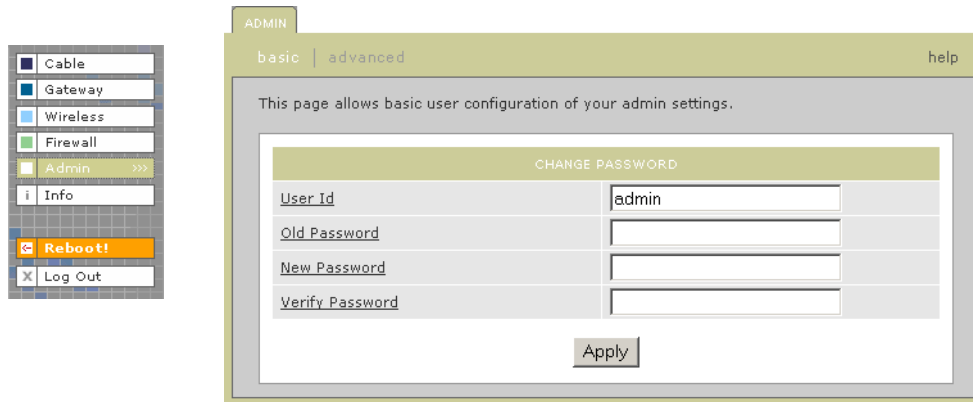 Cable
Gateway
Wireless
Firewall
Admin >>>
i Info
Reboot!
X Log Out
ADMIN
basic | advanced help
This page allows basic user configuration of your admin settings.
CHANGE PASSWORD
User Id admin
Old Password
New Password
Verify Password
Apply